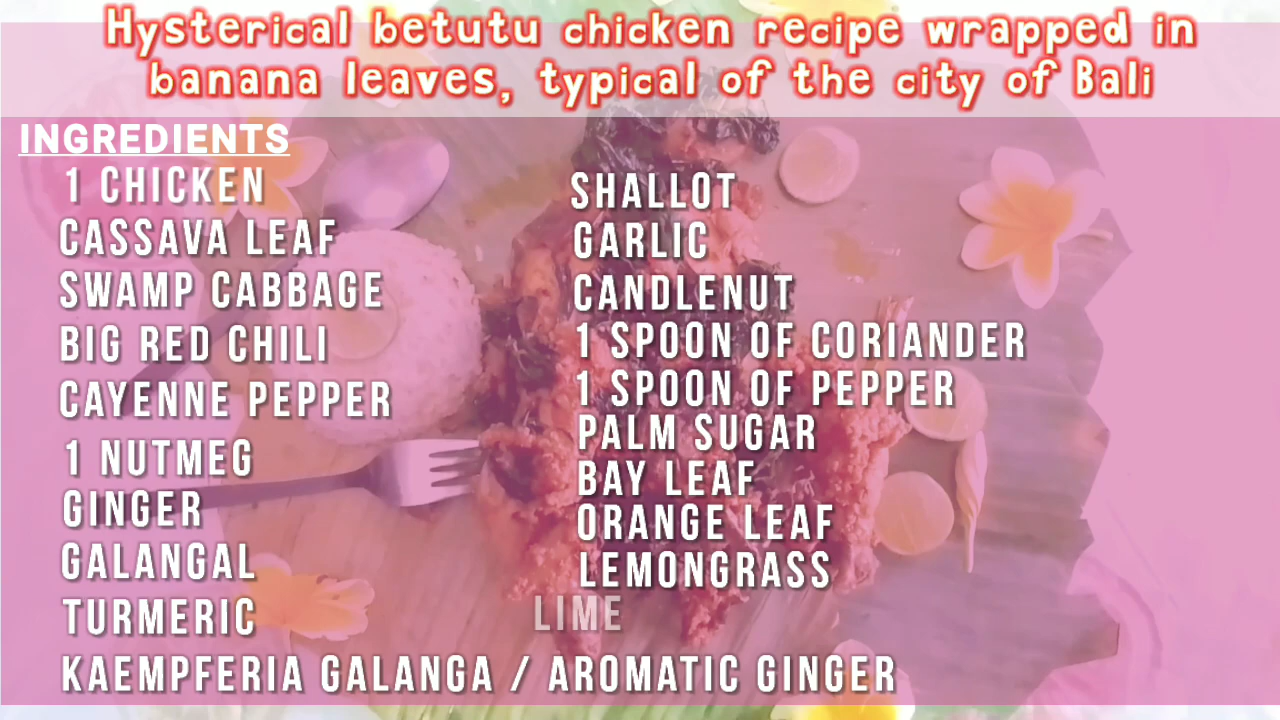 Hysterical betutu chicken recipe wrapped in
banana leaves, typical of the city of Bali
INGREDIENTS
1 CHICKEN
CASSAVA LEAF
SWAMP CABBAGE
BIG RED CHILI
CAYENNE PEPPER
1 NUTMEG
GINGER
GALANGAL
TURMERIC
KAEMPFERIA GALANGA / AROMATIC GINGER
SHALLOT
GARLIC
CANDLENUT
1 SPOON OF CORIANDER
1 SPOON OF PEPPER
PALM SUGAR
BAY LEAF
ORANGE LEAF
LEMONGRASS
LIME